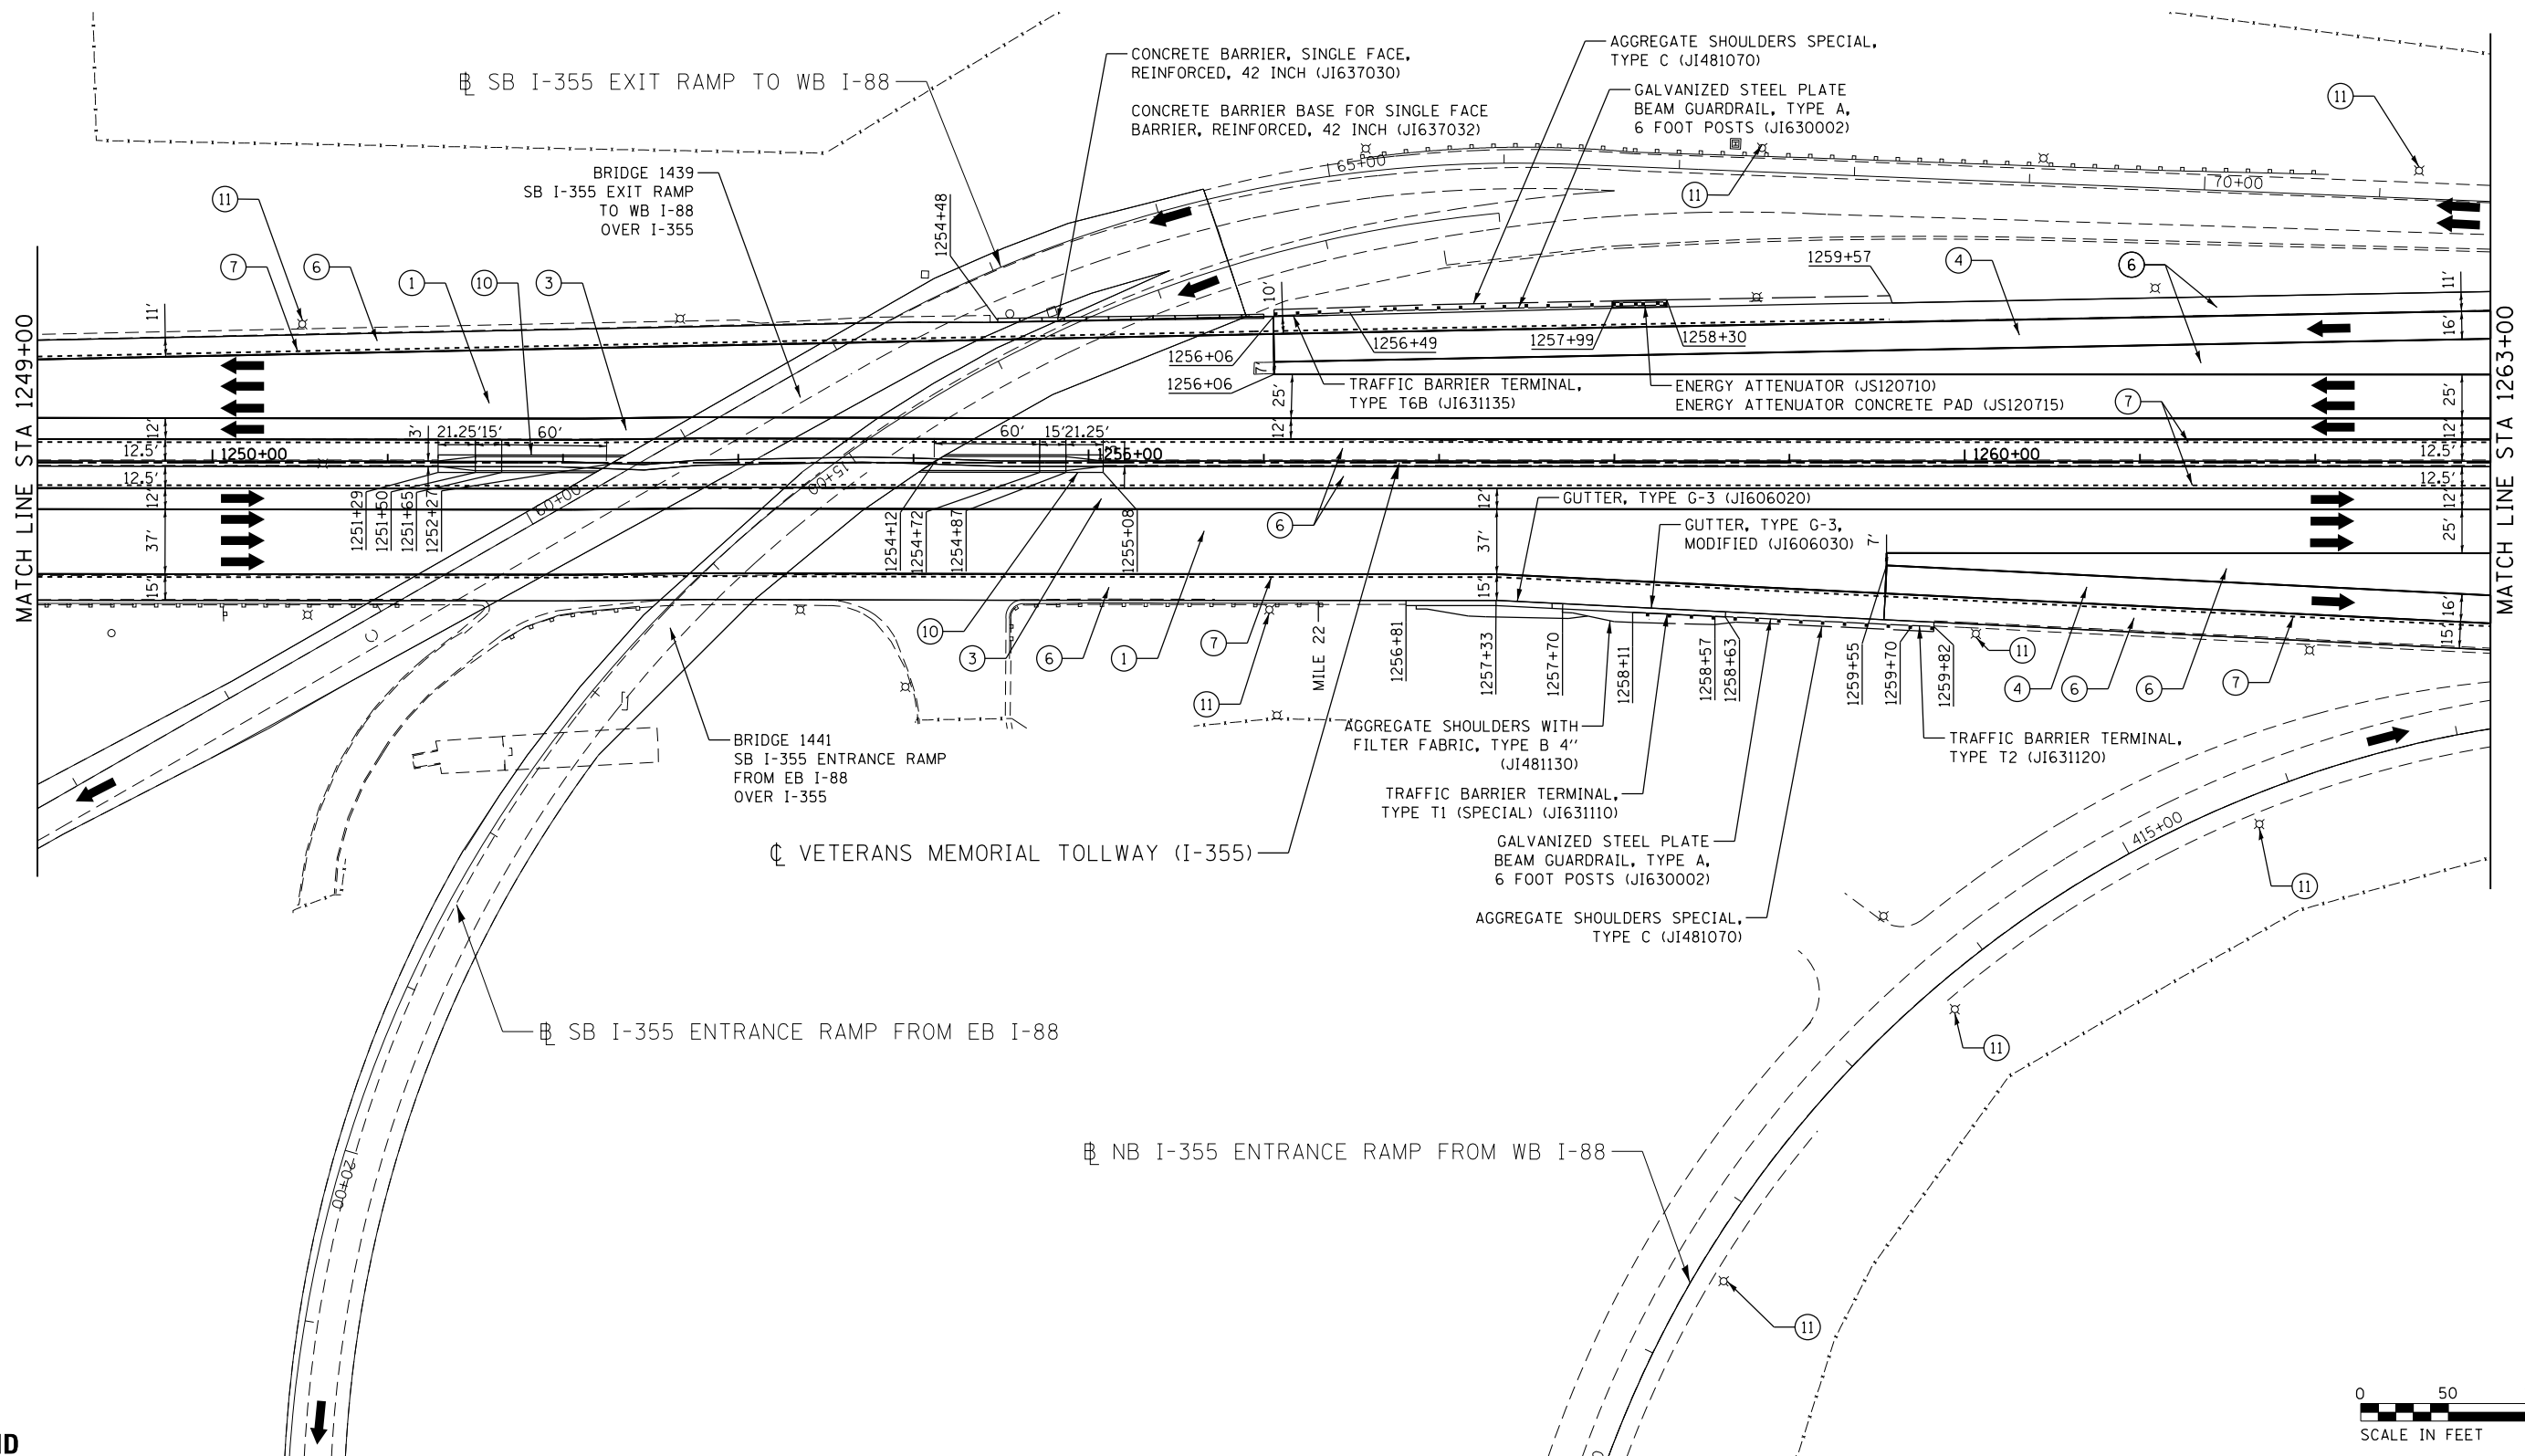 CONCRETE BARRIER, SINGLE FACE,
REINFORCED, 42 INCH (JI637030)
CONCRETE BARRIER BASE FOR SINGLE FACE
BARRIER, REINFORCED, 42 INCH (JI637032)
AGGREGATE SHOULDERS SPECIAL,
TYPE C (JI481070)
GALVANIZED STEEL PLATE
BEAM GUARDRAIL, TYPE A,
6 FOOT POSTS (JI630002)
SB I-355 EXIT RAMP TO WB I-88
BRIDGE 1439
SB I-355 EXIT RAMP
TO WB I-88
OVER I-355
11
11
11
65+00
70+00
1254+48
7
6
1
10
3
1259+57
4
6
11'
10'
11'
16'
MATCH LINE STA 1249+00
MATCH LINE STA 1263+00
1256+06
1256+06
1256+49
1257+99
1258+30
7'
25'
12'
TRAFFIC BARRIER TERMINAL,
TYPE T6B (JI631135)
ENERGY ATTENUATOR (JS120710)
ENERGY ATTENUATOR CONCRETE PAD (JS120715)
7
25'
12'
12.5'
12.5'
12'
25'
12'
12.5'
12.5'
12'
37'
15'
3'
21.25'
15'
60'
60'
15'
21.25'
1250+00
1255+00
1260+00
60+00
15+00
1251+29
1251+50
1251+65
1252+27
1254+12
1254+72
1254+87
1255+08
6
12'
37'
15'
GUTTER, TYPE G-3 (JI606020)
GUTTER, TYPE G-3,
MODIFIED (JI606030)
7'
16'
15'
10
3
6
1
7
11
MILE 22
1256+81
1257+33
1257+70
1258+11
1258+57
1258+63
1259+55
1259+70
1259+82
11
4
6
6
7
BRIDGE 1441
SB I-355 ENTRANCE RAMP
FROM EB I-88
OVER I-355
AGGREGATE SHOULDERS WITH
FILTER FABRIC, TYPE B 4''
(JI481130)
TRAFFIC BARRIER TERMINAL,
TYPE T2 (JI631120)
TRAFFIC BARRIER TERMINAL,
TYPE T1 (SPECIAL) (JI631110)
VETERANS MEMORIAL TOLLWAY (I-355)
GALVANIZED STEEL PLATE
BEAM GUARDRAIL, TYPE A,
6 FOOT POSTS (JI630002)
AGGREGATE SHOULDERS SPECIAL,
TYPE C (JI481070)
415+00
11
11
11
SB I-355 ENTRANCE RAMP FROM EB I-88
20+00
NB I-355 ENTRANCE RAMP FROM WB I-88
0 50
SCALE IN FEET